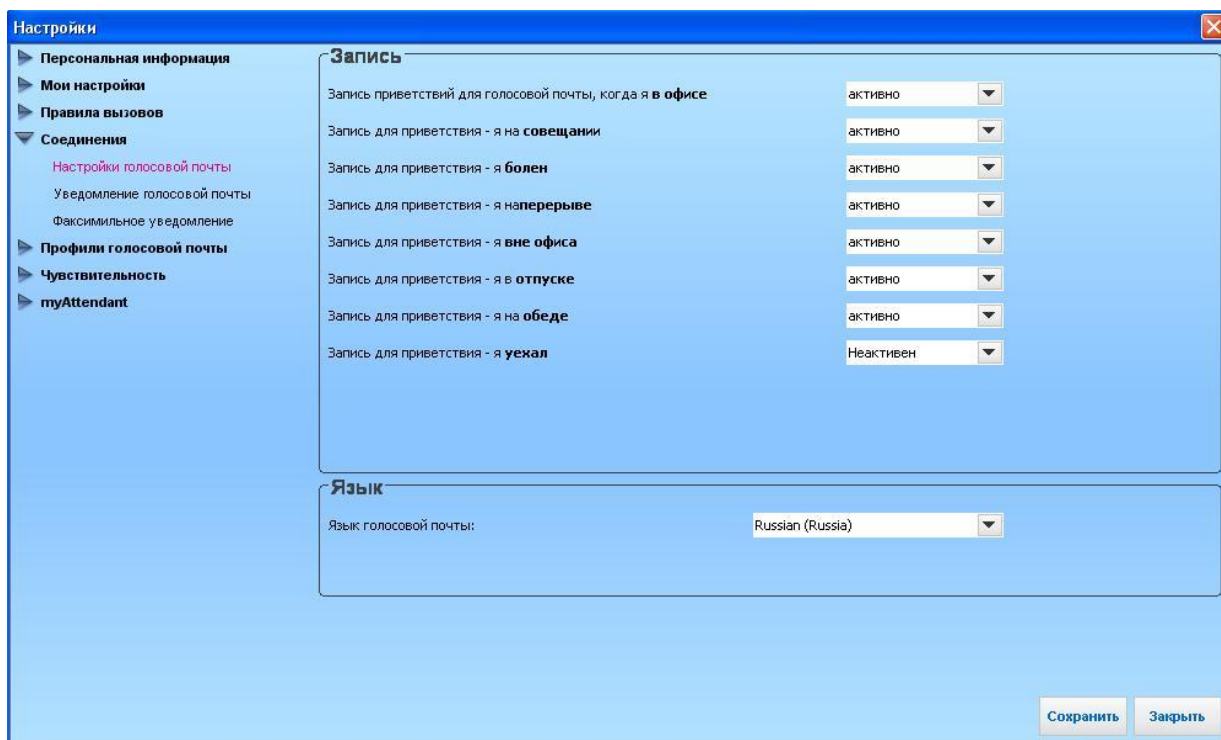 Настройки
Персональная информация
Мои настройки
Правила вызовов
Соединения
Настройки голосовой почты
Уведомление голосовой почты
Факсимильное уведомление
Профили голосовой почты
Чувствительность
myAttendant
Запись
Запись приветствий для голосовой почты, когда я в офисе активно
Запись для приветствия - я на совещании активно
Запись для приветствия - я болен активно
Запись для приветствия - я наперерыве активно
Запись для приветствия - я вне офиса активно
Запись для приветствия - я в отпуске активно
Запись для приветствия - я на обеде активно
Запись для приветствия - я уехал Неактивен
Язык
Язык голосовой почты: Russian (Russia)
Сохранить Закрыть